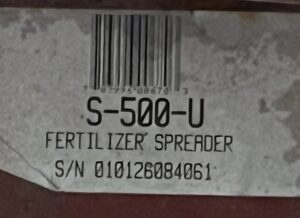 S-500-U
FERTILIZER SPREADER
S/N 010126084061